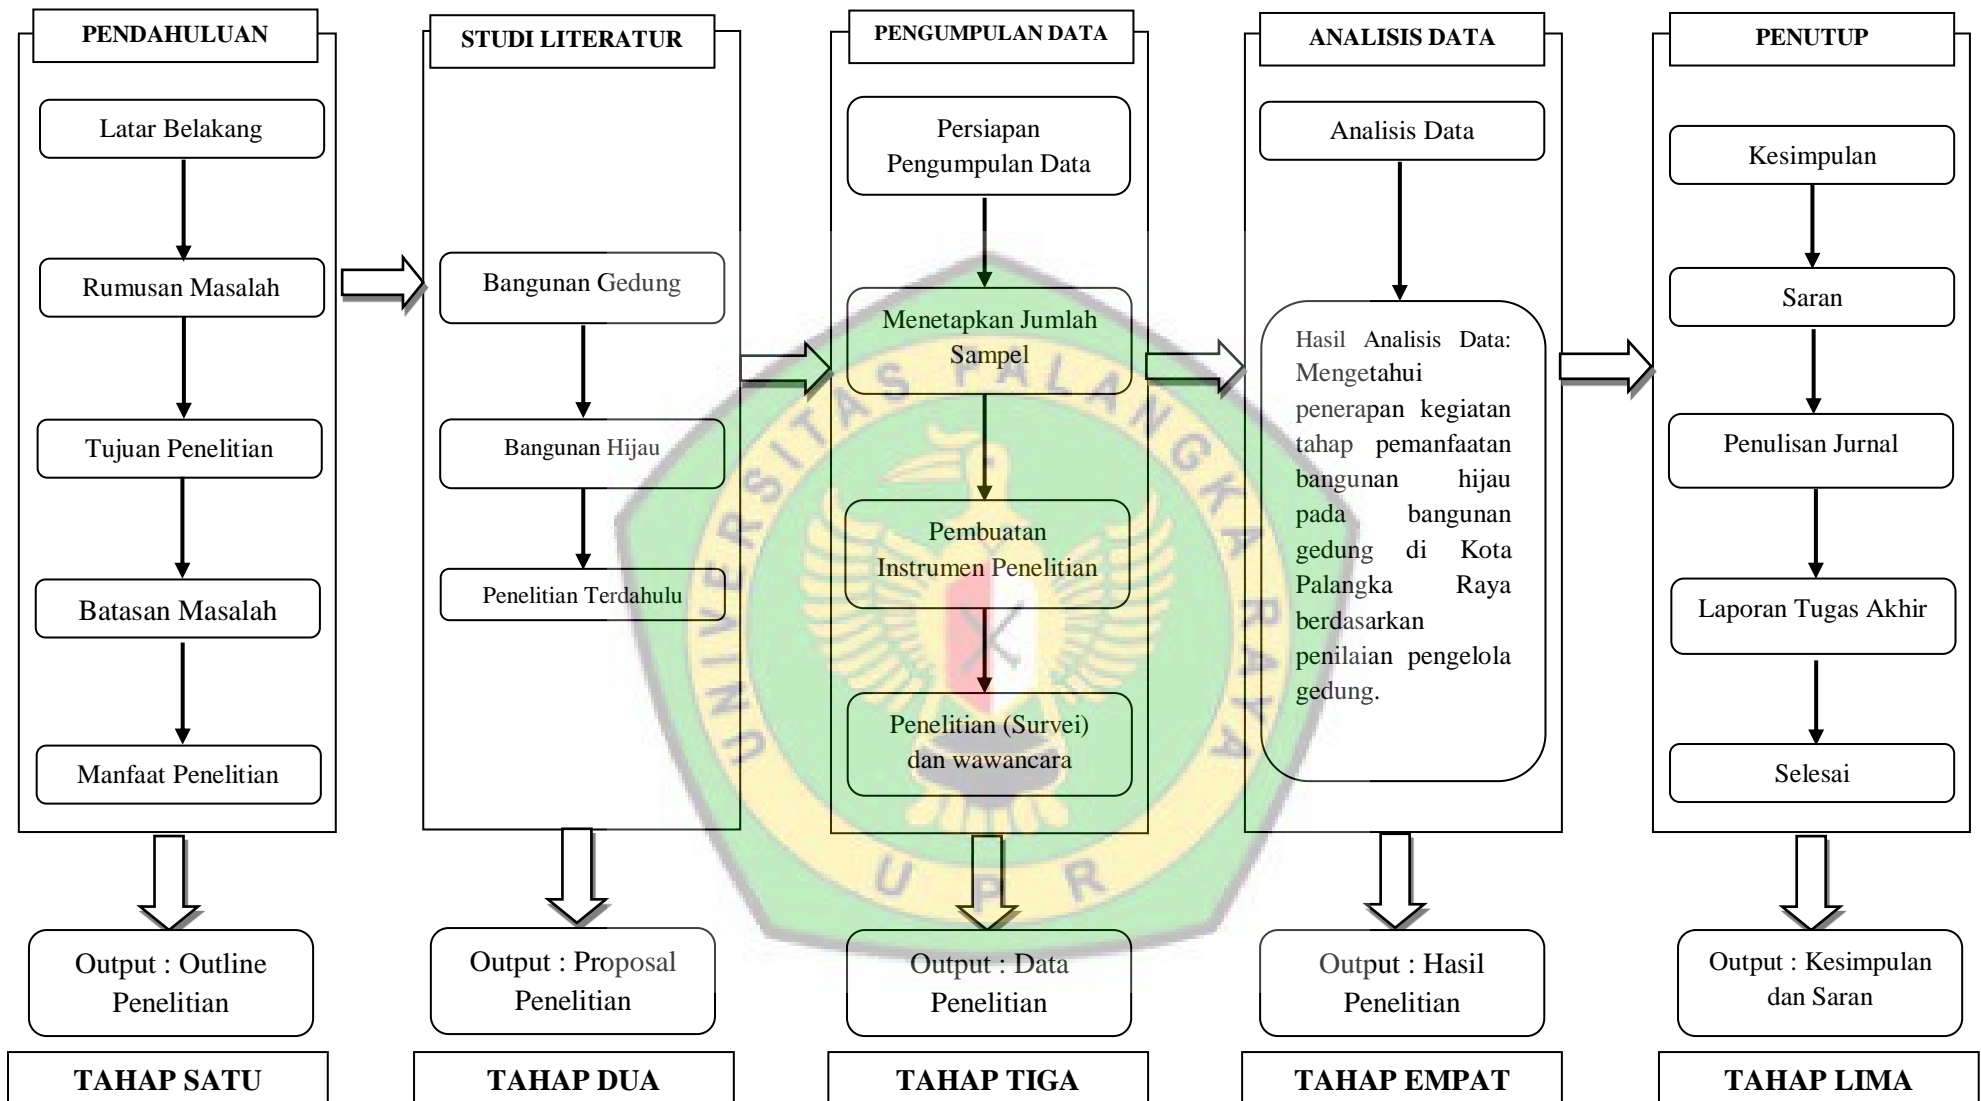 PENDAHULUAN
Latar Belakang
Rumusan Masalah
Tujuan Penelitian
Batasan Masalah
Manfaat Penelitian
Output : Outline
Penelitian
TAHAP SATU
STUDI LITERATUR
Bangunan Gedung
Bangunan Hijau
Penelitian Terdahulu
Output : Proposal
Penelitian
TAHAP DUA
PENGUMPULAN DATA
Persiapan
Pengumpulan Data
Menetapkan Jumlah
Sampel
Pembuatan
Instrumen Penelitian
Penelitian (Survei)
dan wawancara
Output : Data
Penelitian
TAHAP TIGA
ANALISIS DATA
Analisis Data
Hasil Analisis Data:
Mengetahui
penerapan kegiatan
tahap pemanfaatan
bangunan hijau
pada bangunan
gedung di Kota
Palangka Raya
berdasarkan
penilaian pengelola
gedung.
Output : Hasil
Penelitian
TAHAP EMPAT
PENUTUP
Kesimpulan
Saran
Penulisan Jurnal
Laporan Tugas Akhir
Selesai
Output : Kesimpulan
dan Saran
TAHAP LIMA
UNIVERSITAS PALANGKA RAYA
UPR